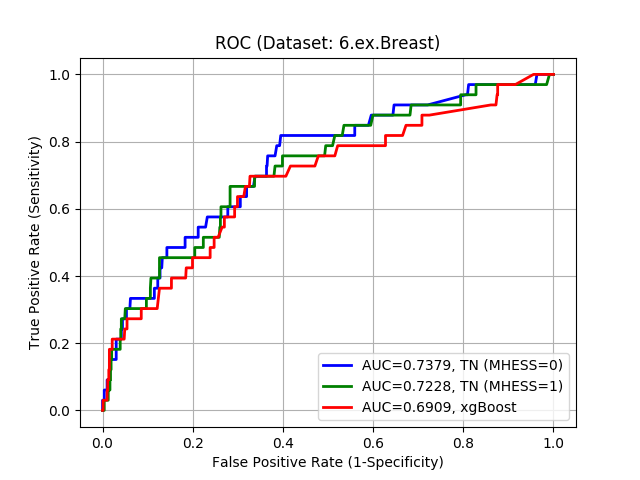 ROC (Dataset: 6.ex.Breast)
True Positive Rate (Sensitivity)
1.0
0.8
0.6
0.4
0.2
0.0
AUC=0.7379, TN (MHESS=0)
AUC=0.7228, TN (MHESS=1)
AUC=0.6909, xgBoost
0.0 0.2 0.4 0.6 0.8 1.0
False Positive Rate (1-Specificity)